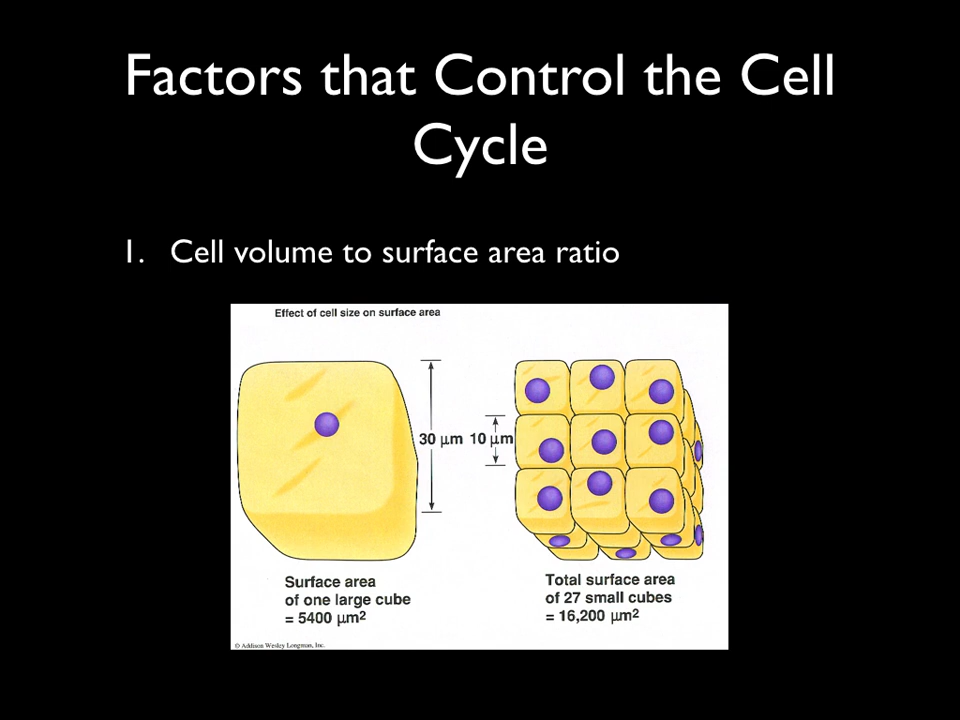 Factors that Control the Cell
Cycle
1. Cell volume to surface area ratio
Effect of cell size on surface area
30 µm 10 µm
Surface area
of one large cube
= 5400 µm²
Total surface area
of 27 small cubes
= 16,200 µm²
© Addison Wesley Longman, Inc.